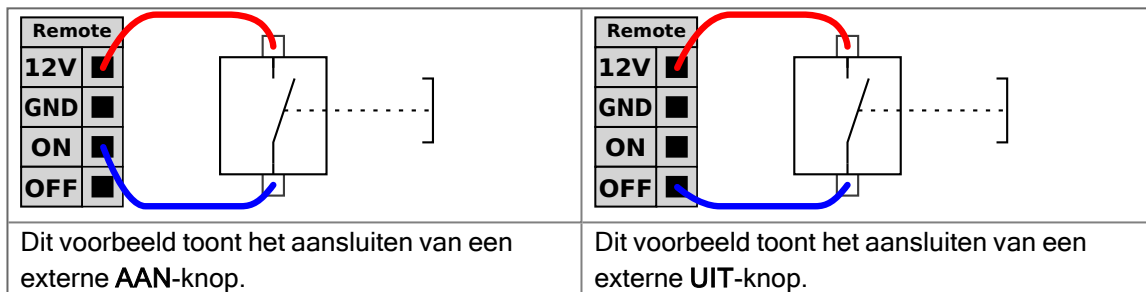 Remote
12V
GND
ON
OFF
Dit voorbeeld toont het aansluiten van een
externe AAN-knop.
Remote
12V
GND
ON
OFF
Dit voorbeeld toont het aansluiten van een
externe UIT-knop.